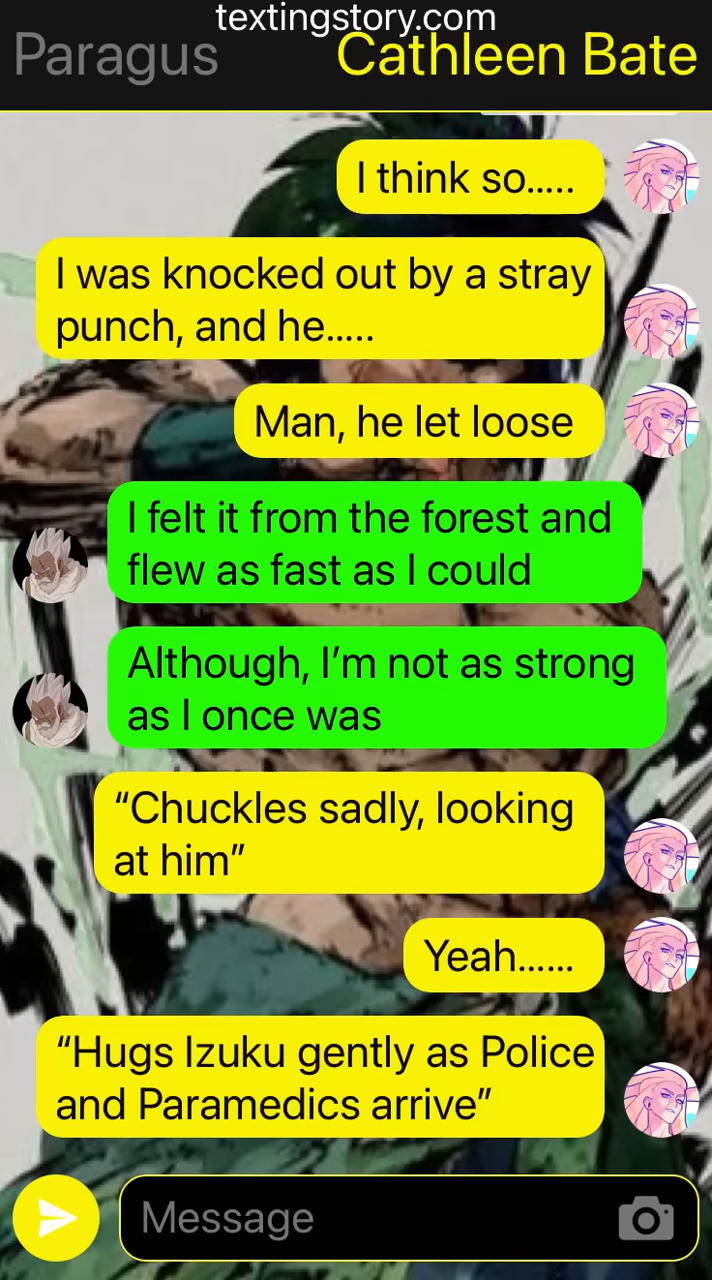 textingstory.com
Paragus
Cathleen Bate
I think so.....
I was knocked out by a stray
punch, and he.....
Man, he let loose
I felt it from the forest and
flew as fast as I could
Although, I’m not as strong
as I once was
“Chuckles sadly, looking
at him”
Yeah......
“Hugs Izuku gently as Police
and Paramedics arrive”
Message